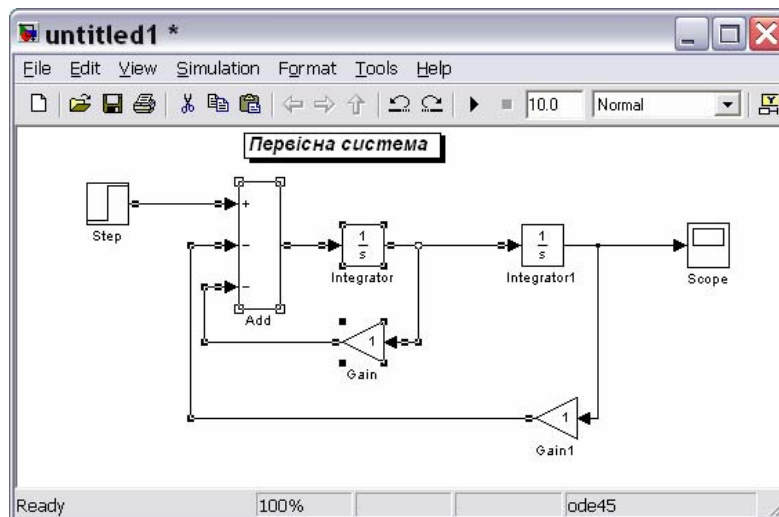 untitled1 *
File Edit View Simulation Format Tools Help
10.0 Normal
Первісна система
Step
+
−
−
Add
1
s
Integrator
1
s
Integrator1
Scope
1
Gain
1
Gain1
Ready 100% ode45